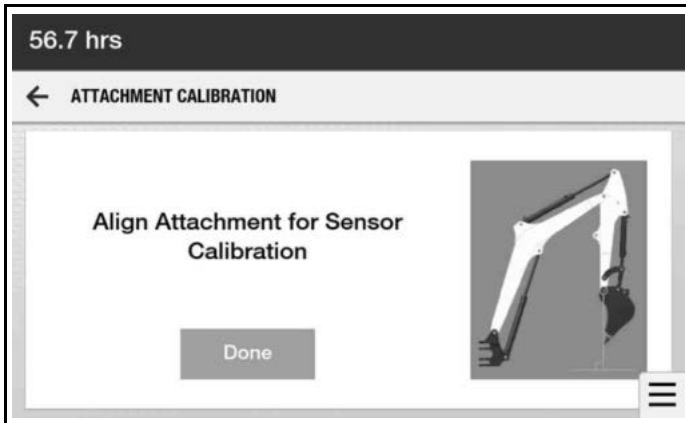 56.7 hrs
ATTACHMENT CALIBRATION
Align Attachment for Sensor
Calibration
Done